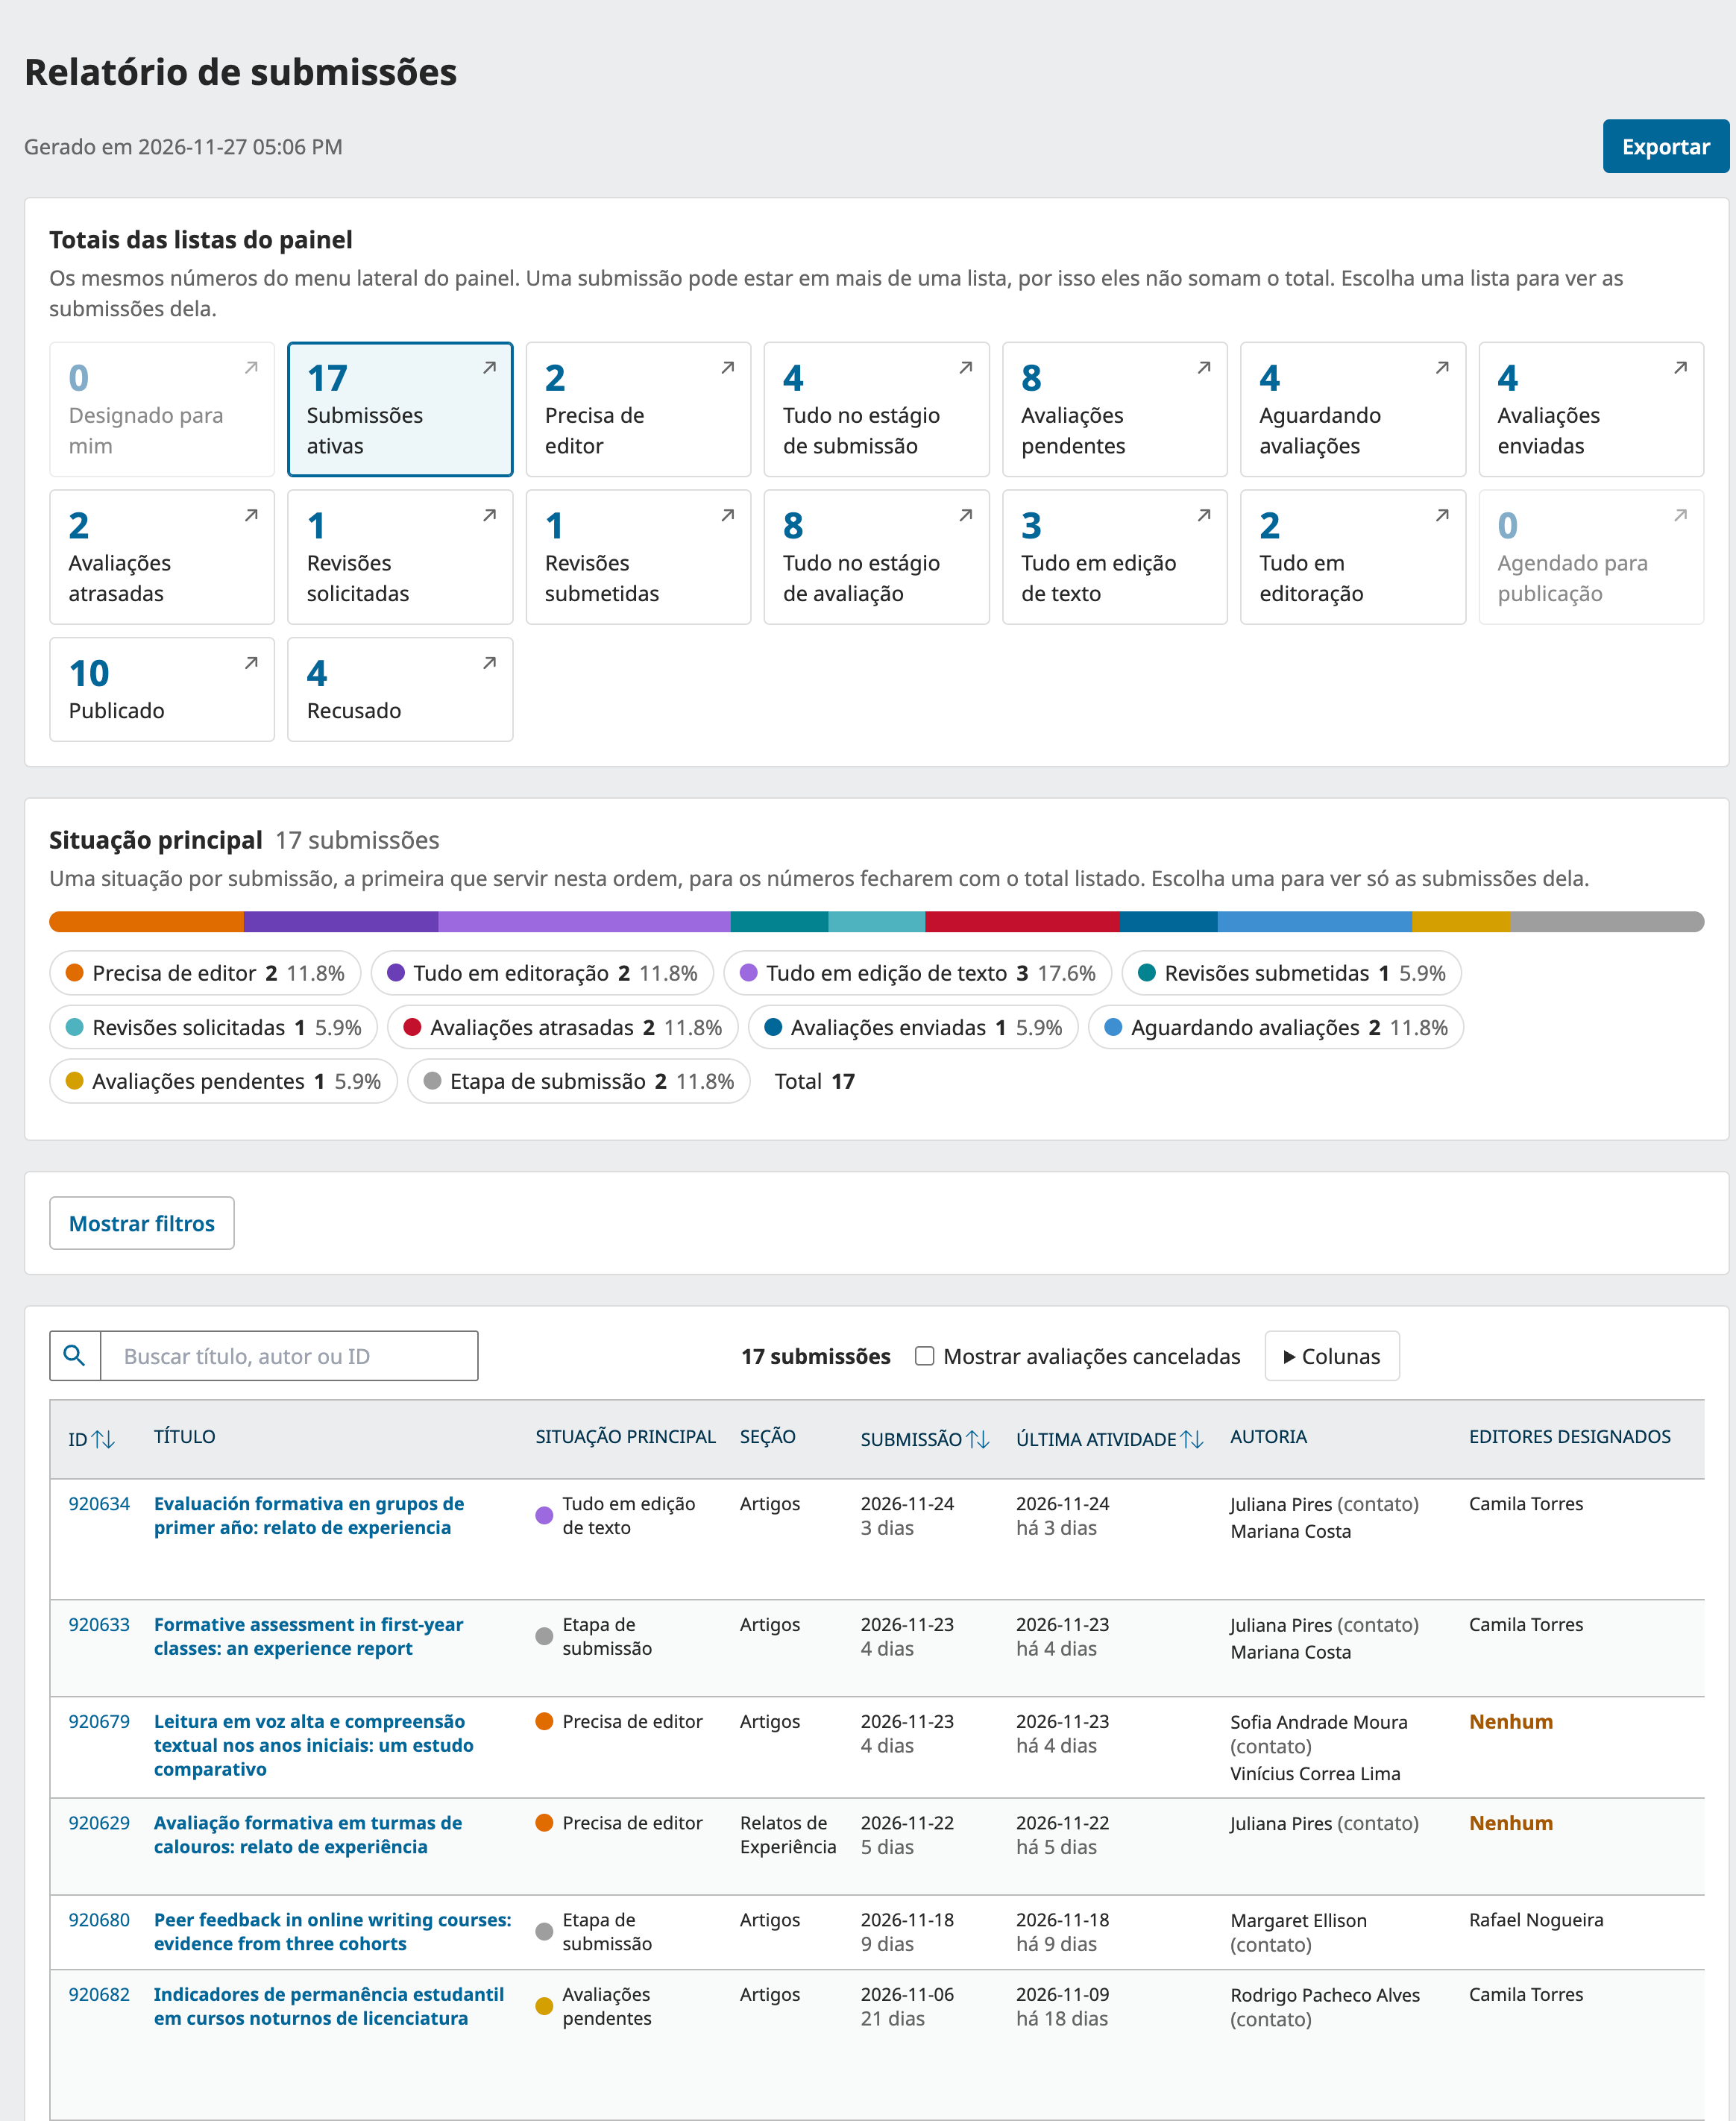 Relatório de submissões
Gerado em 2026-11-27 05:06 PM
Exportar
Totais das listas do painel
Os mesmos números do menu lateral do painel. Uma submissão pode estar em mais de uma lista, por isso eles não somam o total. Escolha uma lista para ver as
submissões dela.
0
Designado para
mim
17
Submissões
ativas
2
Precisa de
editor
4
Tudo no estágio
de submissão
8
Avaliações
pendentes
4
Aguardando
avaliações
4
Avaliações
enviadas
2
Avaliações
atrasadas
1
Revisões
solicitadas
1
Revisões
submetidas
8
Tudo no estágio
de avaliação
3
Tudo em edição
de texto
2
Tudo em
editoração
0
Agendado para
publicação
10
Publicado
4
Recusado
Situação principal 17 submissões
Uma situação por submissão, a primeira que servir nesta ordem, para os números fecharem com o total listado. Escolha uma para ver só as submissões dela.
Precisa de editor 2 11.8% Tudo em editoração 2 11.8% Tudo em edição de texto 3 17.6% Revisões submetidas 1 5.9%
Revisões solicitadas 1 5.9% Avaliações atrasadas 2 11.8% Avaliações enviadas 1 5.9% Aguardando avaliações 2 11.8%
Avaliações pendentes 1 5.9% Etapa de submissão 2 11.8% Total 17
Mostrar filtros
Buscar título, autor ou ID
17 submissões
Mostrar avaliações canceladas
Colunas
ID TÍTULO SITUAÇÃO PRINCIPAL SEÇÃO SUBMISSÃO ÚLTIMA ATIVIDADE AUTORIA EDITORES DESIGNADOS
920634
Evaluación formativa en grupos de
primer año: relato de experiencia
Tudo em edição
de texto
Artigos
2026-11-24
3 dias
2026-11-24
há 3 dias
Juliana Pires (contato)
Mariana Costa
Camila Torres
920633
Formative assessment in first-year
classes: an experience report
Etapa de
submissão
Artigos
2026-11-23
4 dias
2026-11-23
há 4 dias
Juliana Pires (contato)
Mariana Costa
Camila Torres
920679
Leitura em voz alta e compreensão
textual nos anos iniciais: um estudo
comparativo
Precisa de editor
Artigos
2026-11-23
4 dias
2026-11-23
há 4 dias
Sofia Andrade Moura
(contato)
Vinícius Correa Lima
Nenhum
920629
Avaliação formativa em turmas de
calouros: relato de experiência
Precisa de editor
Relatos de
Experiência
2026-11-22
5 dias
2026-11-22
há 5 dias
Juliana Pires (contato)
Nenhum
920680
Peer feedback in online writing courses:
evidence from three cohorts
Etapa de
submissão
Artigos
2026-11-18
9 dias
2026-11-18
há 9 dias
Margaret Ellison
(contato)
Rafael Nogueira
920682
Indicadores de permanência estudantil
em cursos noturnos de licenciatura
Avaliações
pendentes
Artigos
2026-11-06
21 dias
2026-11-09
há 18 dias
Rodrigo Pacheco Alves
(contato)
Camila Torres